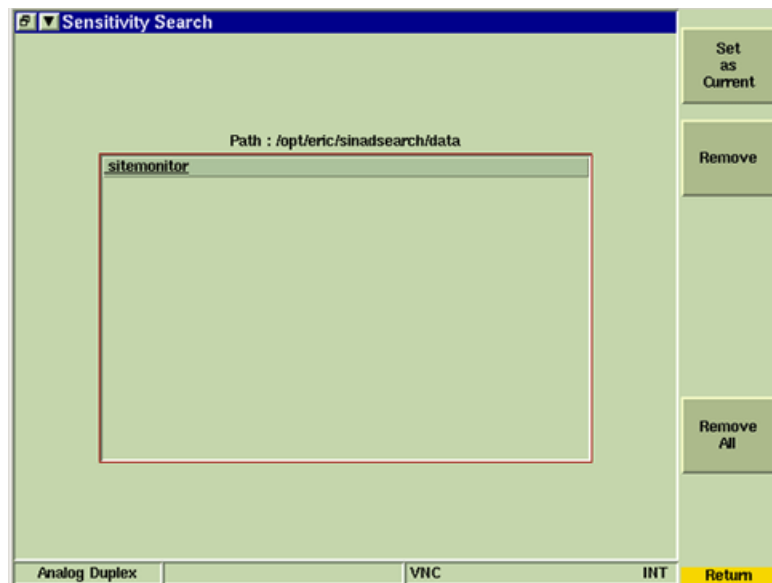 Sensitivity Search
Set
as
Current
Path : /opt/eric/sinadsearch/data
sitemonitor
Remove
Remove
All
Analog Duplex
VNC
INT
Return